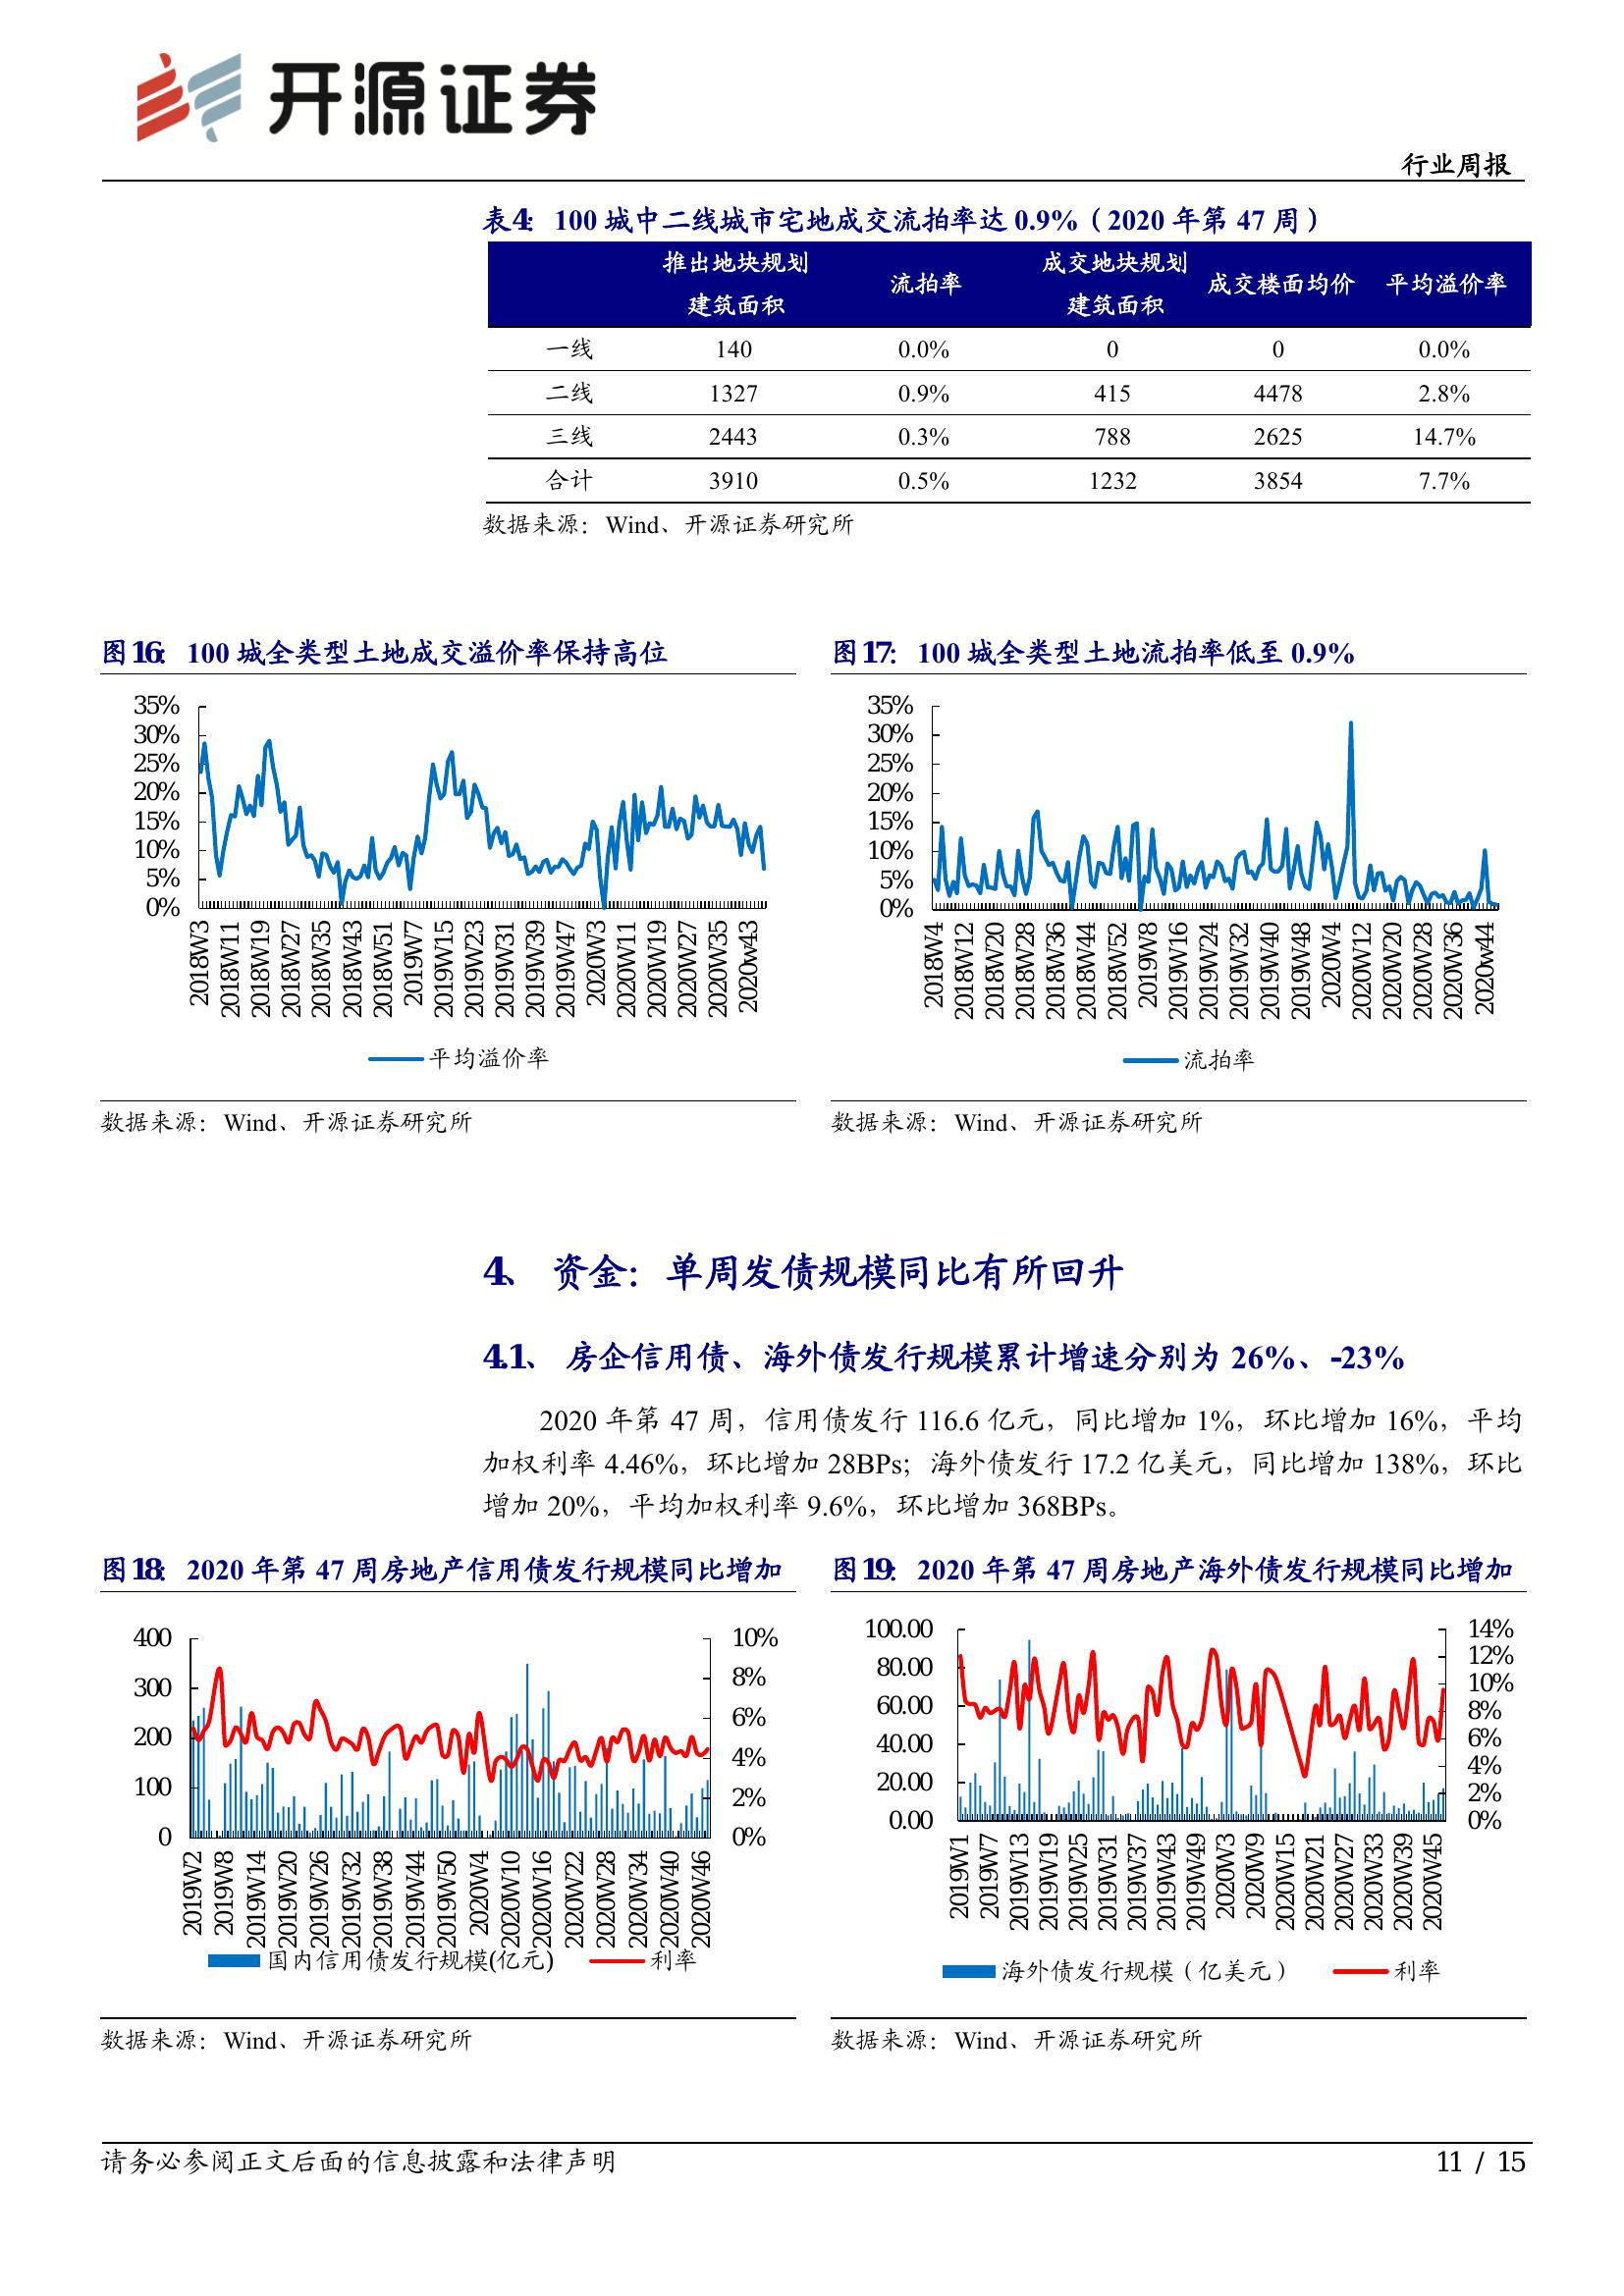 开源证券
行业周报
表4： 100 城中二线城市宅地成交流拍率达 0.9%（2020 年第 47 周）
推出地块规划建筑面积 流拍率 成交地块规划建筑面积 成交楼面均价 平均溢价率
一线 140 0.0% 0 0 0.0%
二线 1327 0.9% 415 4478 2.8%
三线 2443 0.3% 788 2625 14.7%
合计 3910 0.5% 1232 3854 7.7%
数据来源：Wind、开源证券研究所
图16： 100 城全类型土地成交溢价率保持高位
35%
30%
25%
20%
15%
10%
5%
0%
2018W3 2018W11 2018W19 2018W27 2018W35 2018W43 2018W51 2019W7 2019W15 2019W23 2019W31 2019W39 2019W47 2020W3 2020W11 2020W19 2020W27 2020W35 2020w43
平均溢价率
数据来源：Wind、开源证券研究所
图17： 100 城全类型土地流拍率低至 0.9%
35%
30%
25%
20%
15%
10%
5%
0%
2018W4 2018W12 2018W20 2018W28 2018W36 2018W44 2018W52 2019W8 2019W16 2019W24 2019W32 2019W40 2019W48 2020W4 2020W12 2020W20 2020W28 2020W36 2020w44
流拍率
数据来源：Wind、开源证券研究所
4、 资金：单周发债规模同比有所回升
4.1、 房企信用债、海外债发行规模累计增速分别为 26%、-23%
2020 年第 47 周，信用债发行 116.6 亿元，同比增加 1%，环比增加 16%，平均
加权利率 4.46%，环比增加 28BPs；海外债发行 17.2 亿美元，同比增加 138%，环比
增加 20%，平均加权利率 9.6%，环比增加 368BPs。
图18： 2020 年第 47 周房地产信用债发行规模同比增加
400
300
200
100
0
10%
8%
6%
4%
2%
0%
2019W2 2019W8 2019W14 2019W20 2019W26 2019W32 2019W38 2019W44 2019W50 2020W4 2020W10 2020W16 2020W22 2020W28 2020W34 2020W40 2020W46
国内信用债发行规模(亿元) 利率
数据来源：Wind、开源证券研究所
图19： 2020 年第 47 周房地产海外债发行规模同比增加
100.00
80.00
60.00
40.00
20.00
0.00
14%
12%
10%
8%
6%
4%
2%
0%
2019W1 2019W7 2019W13 2019W19 2019W25 2019W31 2019W37 2019W43 2019W49 2020W3 2020W9 2020W15 2020W21 2020W27 2020W33 2020W39 2020W45
海外债发行规模（亿美元） 利率
数据来源：Wind、开源证券研究所
请务必参阅正文后面的信息披露和法律声明
11 / 15